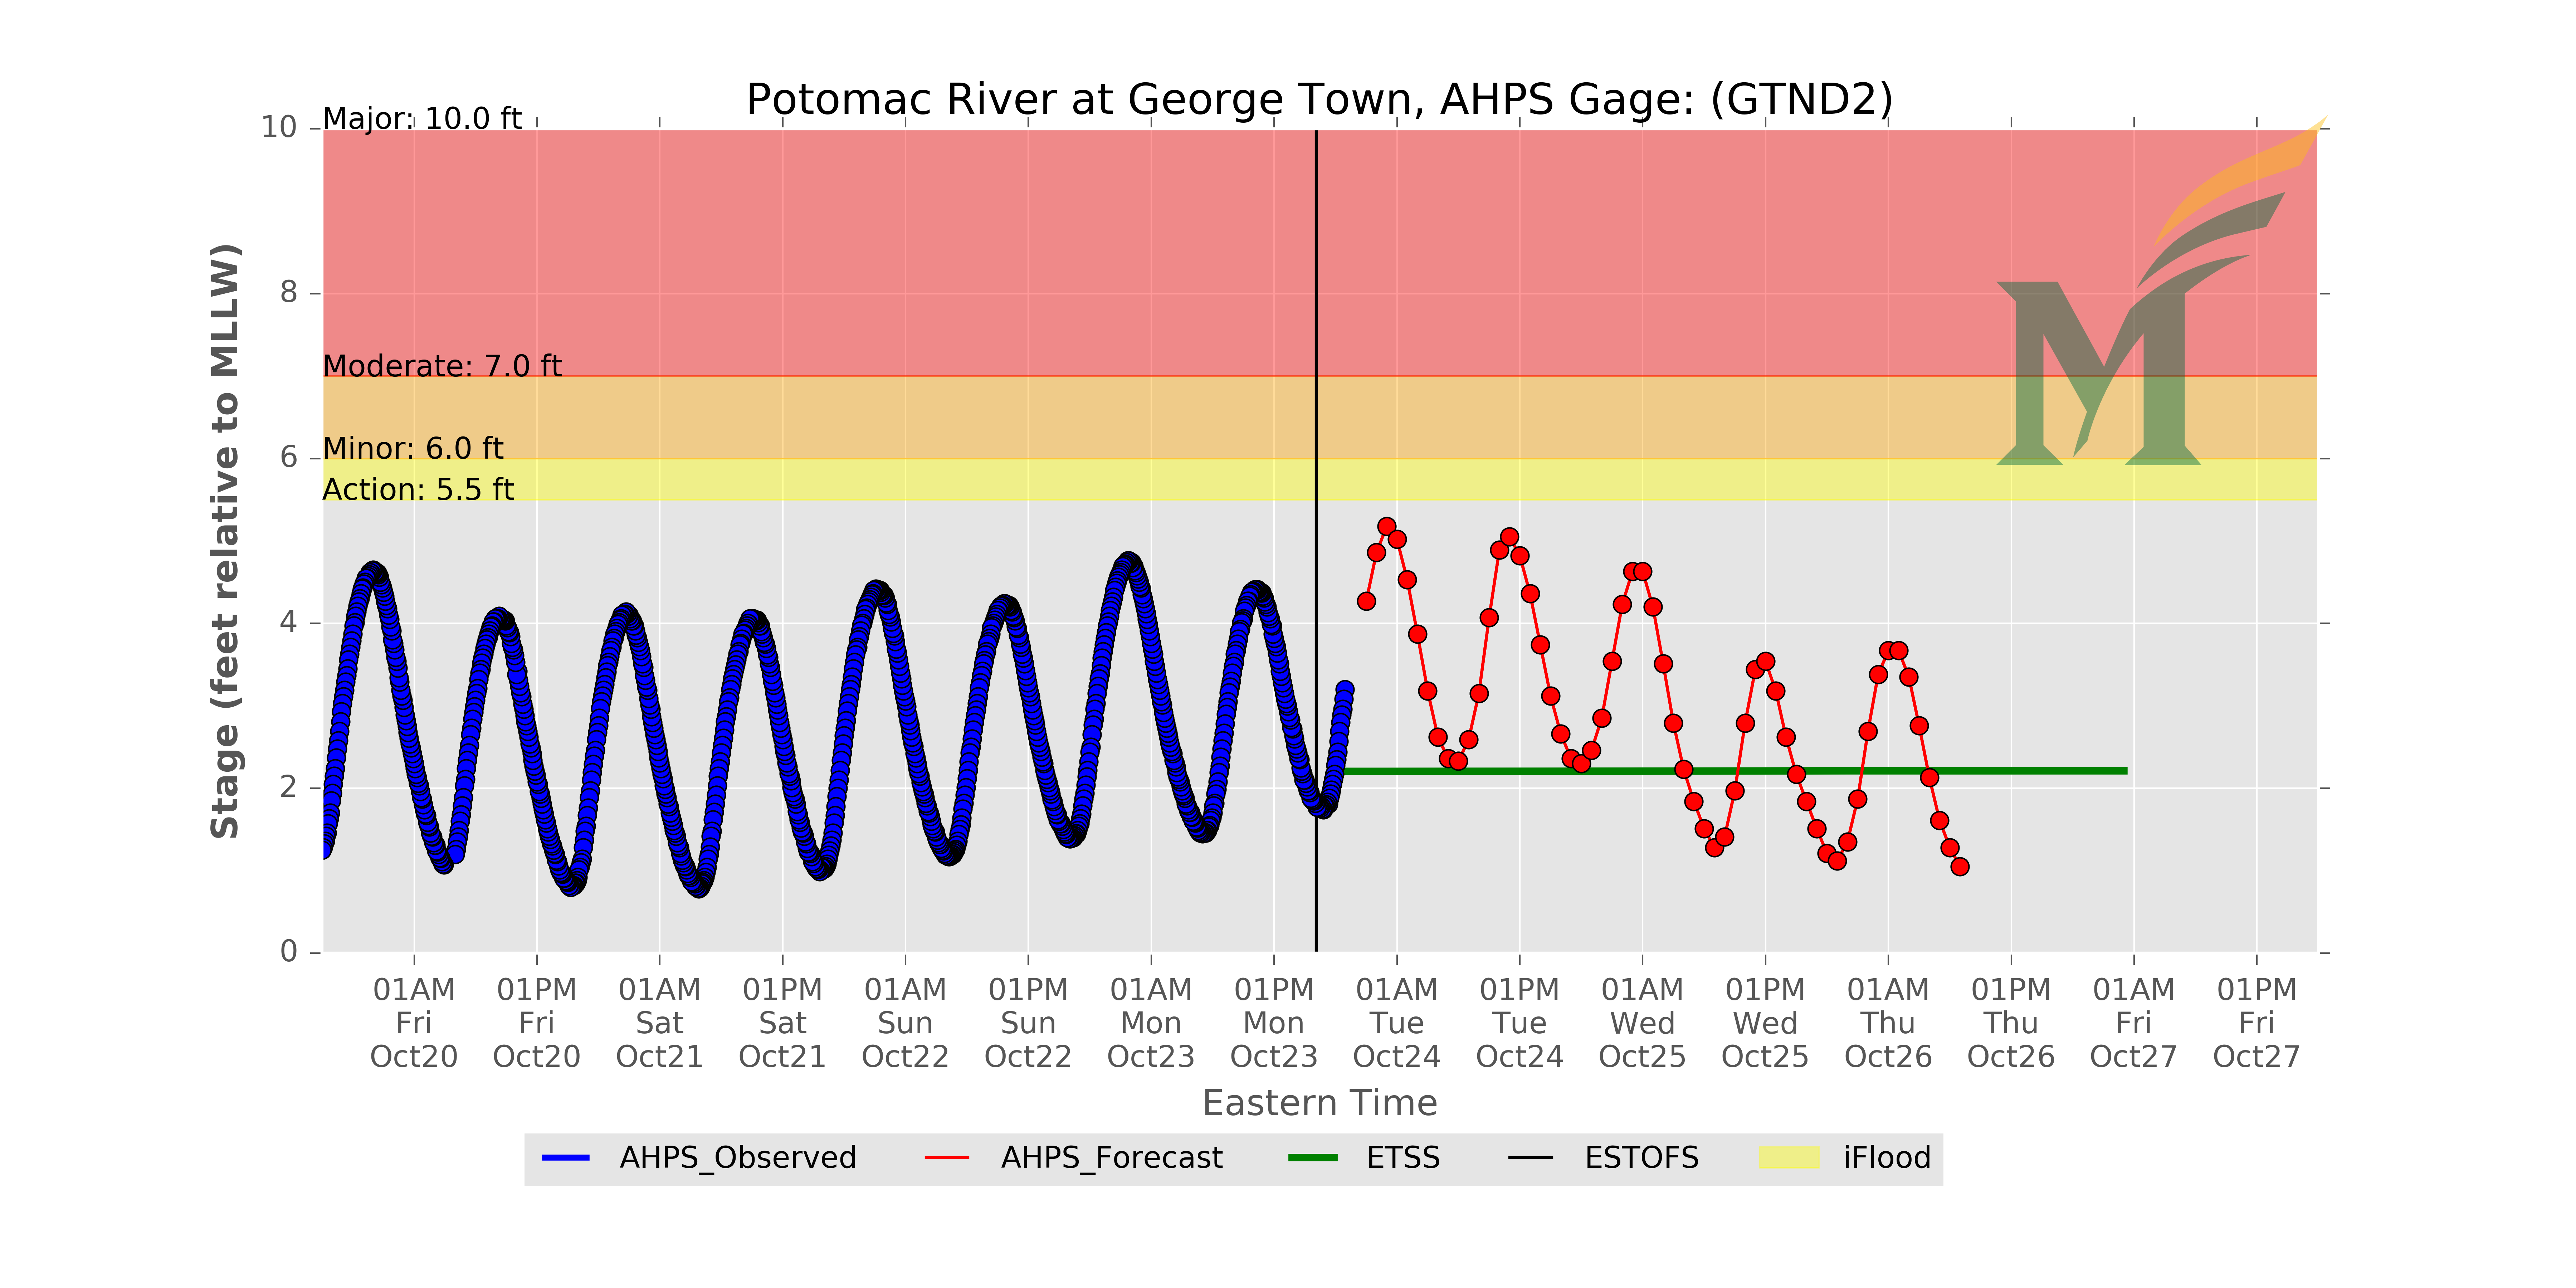 Potomac River at George Town, AHPS Gage: (GTND2)
Major: 10.0 ft
Moderate: 7.0 ft
Minor: 6.0 ft
Action: 5.5 ft
10
8
6
4
2
0
Stage (feet relative to MLLW)
01AM 01PM 01AM 01PM 01AM 01PM 01AM 01PM 01AM 01PM 01AM 01PM 01AM 01PM 01AM 01PM
Fri Fri Sat Sat Sun Sun Mon Mon Tue Tue Wed Wed Thu Thu Fri Fri
Oct20 Oct20 Oct21 Oct21 Oct22 Oct22 Oct23 Oct23 Oct24 Oct24 Oct25 Oct25 Oct26 Oct26 Oct27 Oct27
Eastern Time
AHPS_Observed AHPS_Forecast ETSS ESTOFS iFlood
M